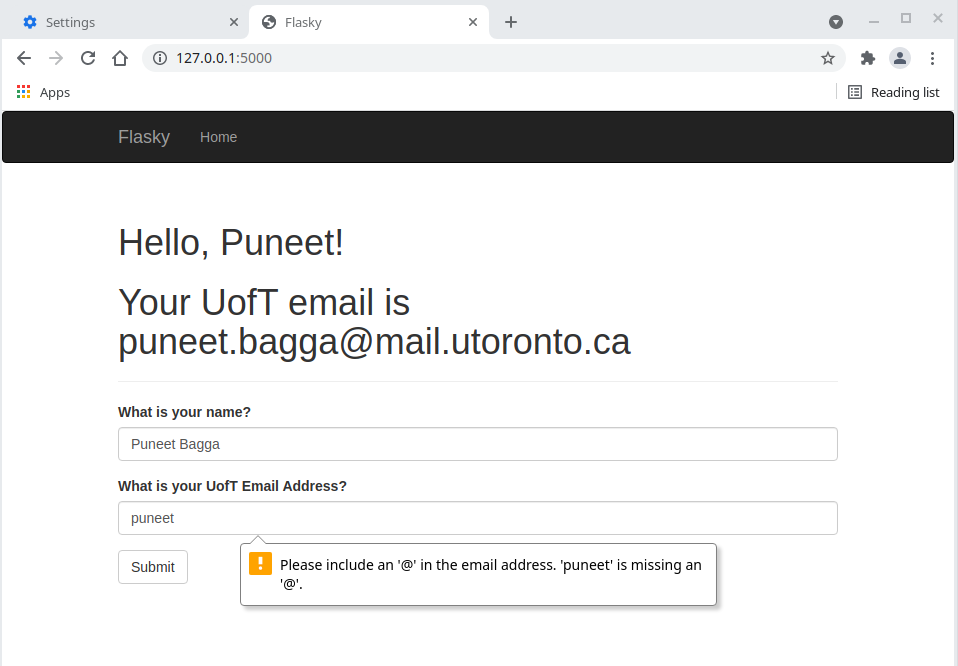 Settings
Flasky
127.0.0.1:5000
Apps
Reading list
Flasky Home
Hello, Puneet!
Your UofT email is
puneet.bagga@mail.utoronto.ca
What is your name?
Puneet Bagga
What is your UofT Email Address?
puneet
Submit
Please include an '@' in the email address. 'puneet' is missing an
'@'.